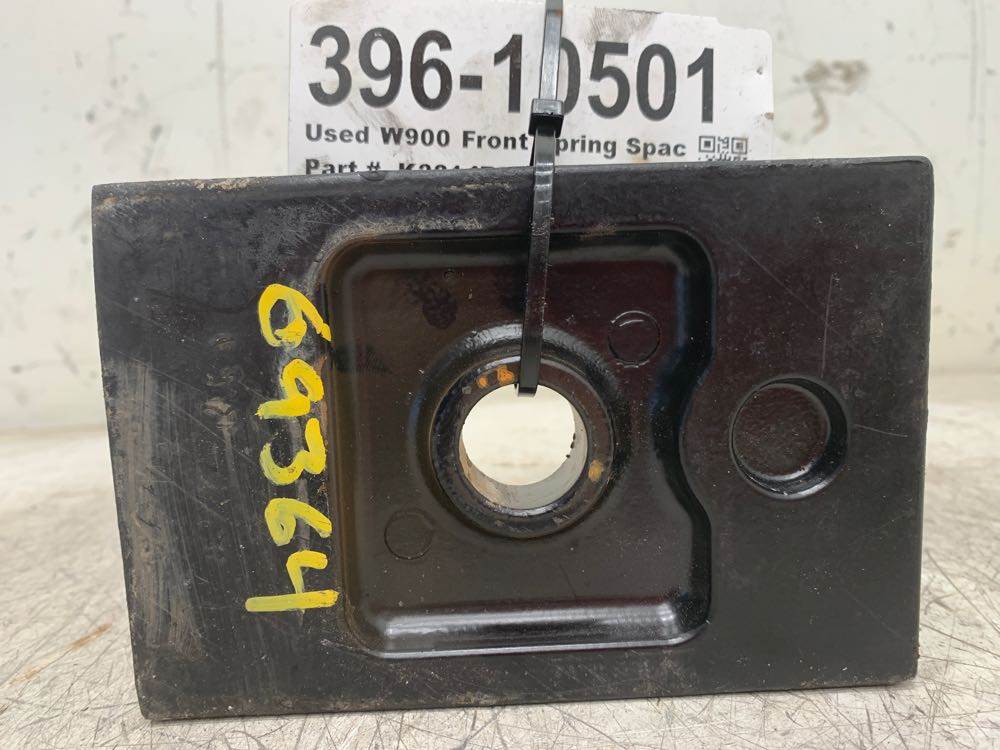 396-10501
Used W900 Front Spring Spac
Part #
69364